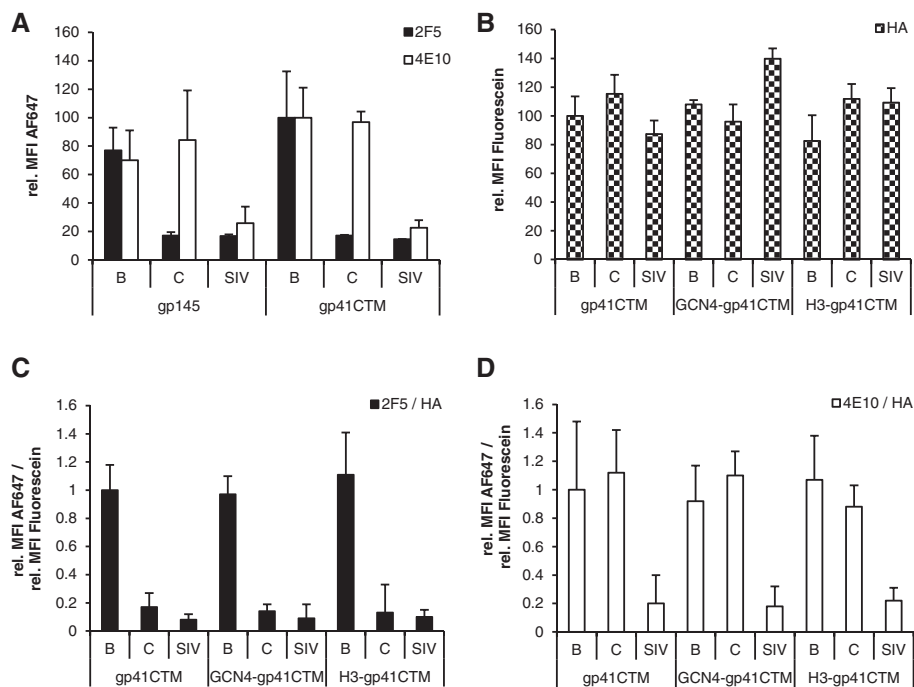 A
2F5
4E10
rel. MFI AF647
160
140
120
100
80
60
40
20
0
B C SIV B C SIV
gp145 gp41CTM
B
HA
rel. MFI Fluorescein
160
140
120
100
80
60
40
20
0
B C SIV B C SIV B C SIV
gp41CTM GCN4-gp41CTM H3-gp41CTM
C
2F5 / HA
rel. MFI AF647 /
rel. MFI Fluorescein
1.6
1.4
1.2
1
0.8
0.6
0.4
0.2
0
B C SIV B C SIV B C SIV
gp41CTM GCN4-gp41CTM H3-gp41CTM
D
4E10 / HA
rel. MFI AF647 /
rel. MFI Fluorescein
1.6
1.4
1.2
1
0.8
0.6
0.4
0.2
0
B C SIV B C SIV B C SIV
gp41CTM GCN4-gp41CTM H3-gp41CTM